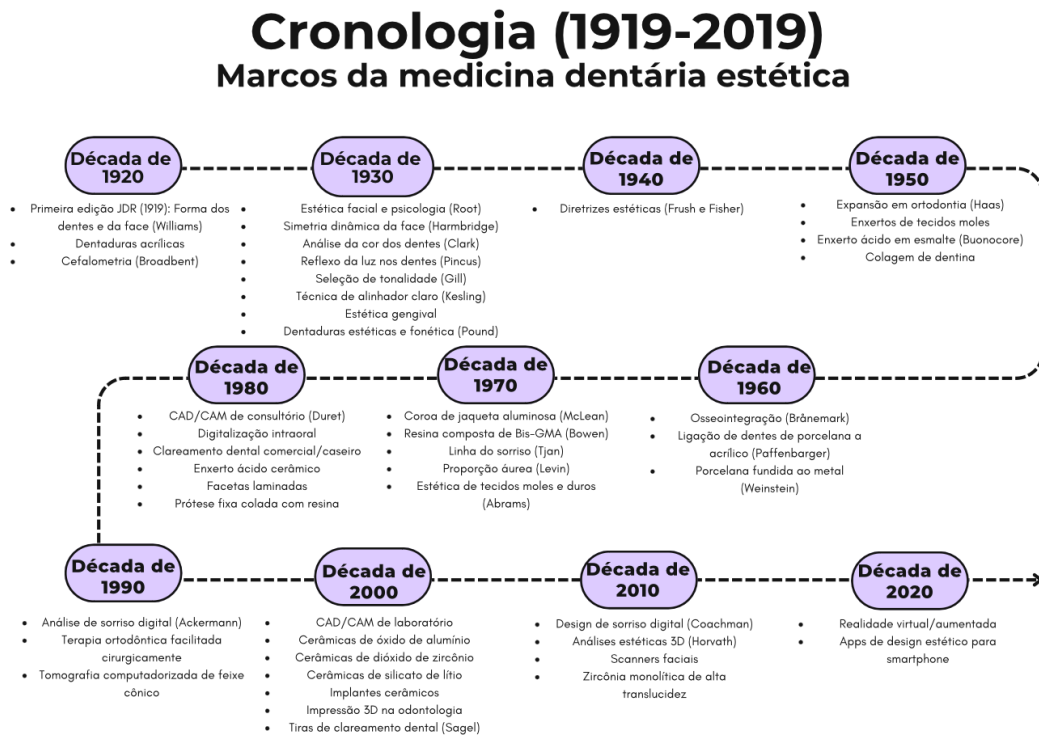 Cronologia (1919-2019)
Marcos da medicina dentária estética
Década de
1920
Primeira edição JDR (1919): Forma dos
dentes e da face (Williams)
Dentaduras acrílicas
Cefalometria (Broadbent)
Década de
1930
Estética facial e psicologia (Root)
Simetria dinâmica da face (Harmbridge)
Análise da cor dos dentes (Clark)
Reflexo da luz nos dentes (Pincus)
Seleção de tonalidade (Gill)
Técnica de alinhador claro (Kesling)
Estética gengival
Dentaduras estéticas e fonética (Pound)
Década de
1940
Diretrizes estéticas (Frush e Fisher)
Década de
1950
Expansão em ortodontia (Haas)
Enxertos de tecidos moles
Enxerto ácido em esmalte (Buonocore)
Colagem de dentina
Década de
1960
Osseointegração (Brånemark)
Ligação de dentes de porcelana a
acrílico (Paffenbarger)
Porcelana fundida ao metal
(Weinstein)
Década de
1970
Coroa de jaqueta aluminosa (McLean)
Resina composta de Bis-GMA (Bowen)
Linha do sorriso (Tjan)
Proporção áurea (Levin)
Estética de tecidos moles e duros
(Abrams)
Década de
1980
CAD/CAM de consultório (Duret)
Digitalização intraoral
Clareamento dental comercial/caseiro
Enxerto ácido cerâmico
Facetas laminadas
Prótese fixa colada com resina
Década de
1990
Análise de sorriso digital (Ackermann)
Terapia ortodôntica facilitada
cirurgicamente
Tomografia computadorizada de feixe
cônico
Década de
2000
CAD/CAM de laboratório
Cerâmicas de óxido de alumínio
Cerâmicas de dióxido de zircônio
Cerâmicas de silicato de lítio
Implantes cerâmicos
Impressão 3D na odontologia
Tiras de clareamento dental (Sagel)
Década de
2010
Design de sorriso digital (Coachman)
Análises estéticas 3D (Horvath)
Scanners faciais
Zircônia monolítica de alta
translucidez
Década de
2020
Realidade virtual/aumentada
Apps de design estético para
smartphone